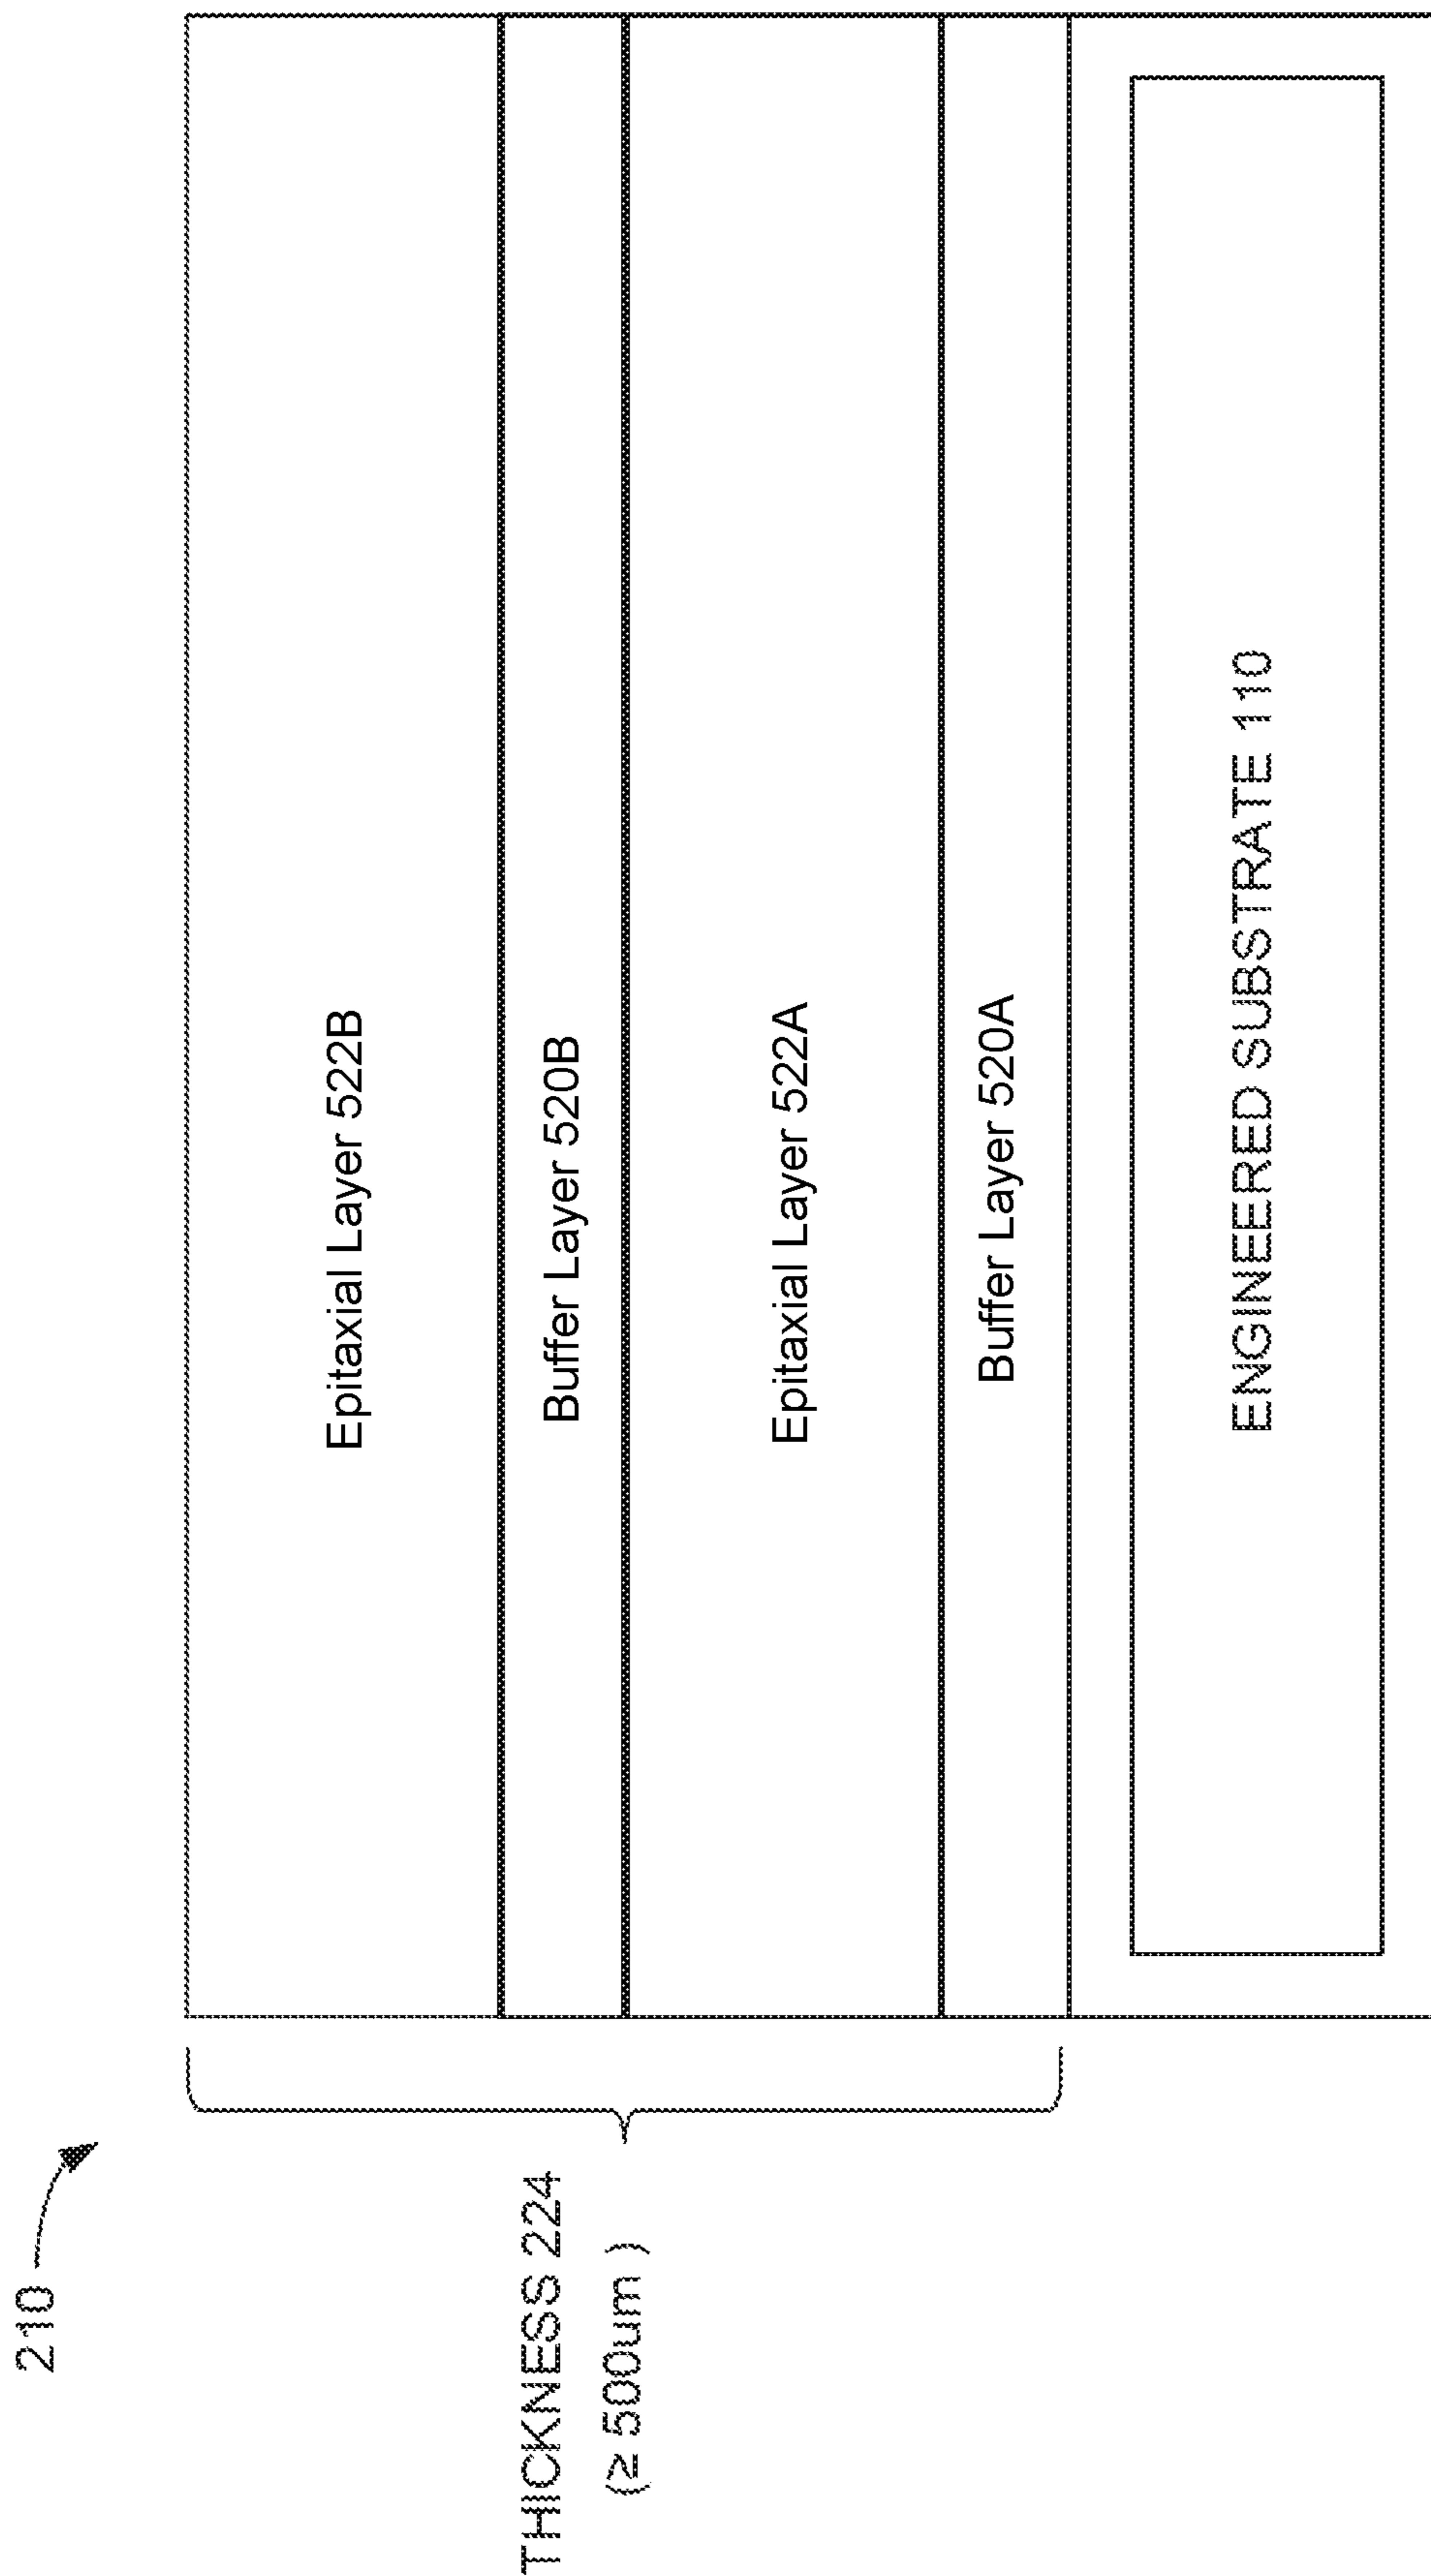 210
Epitaxial Layer 522B
Buffer Layer 520B
THICKNESS 224
(≥ 500um )
Epitaxial Layer 522A
Buffer Layer 520A
ENGINEERED SUBSTRATE 110